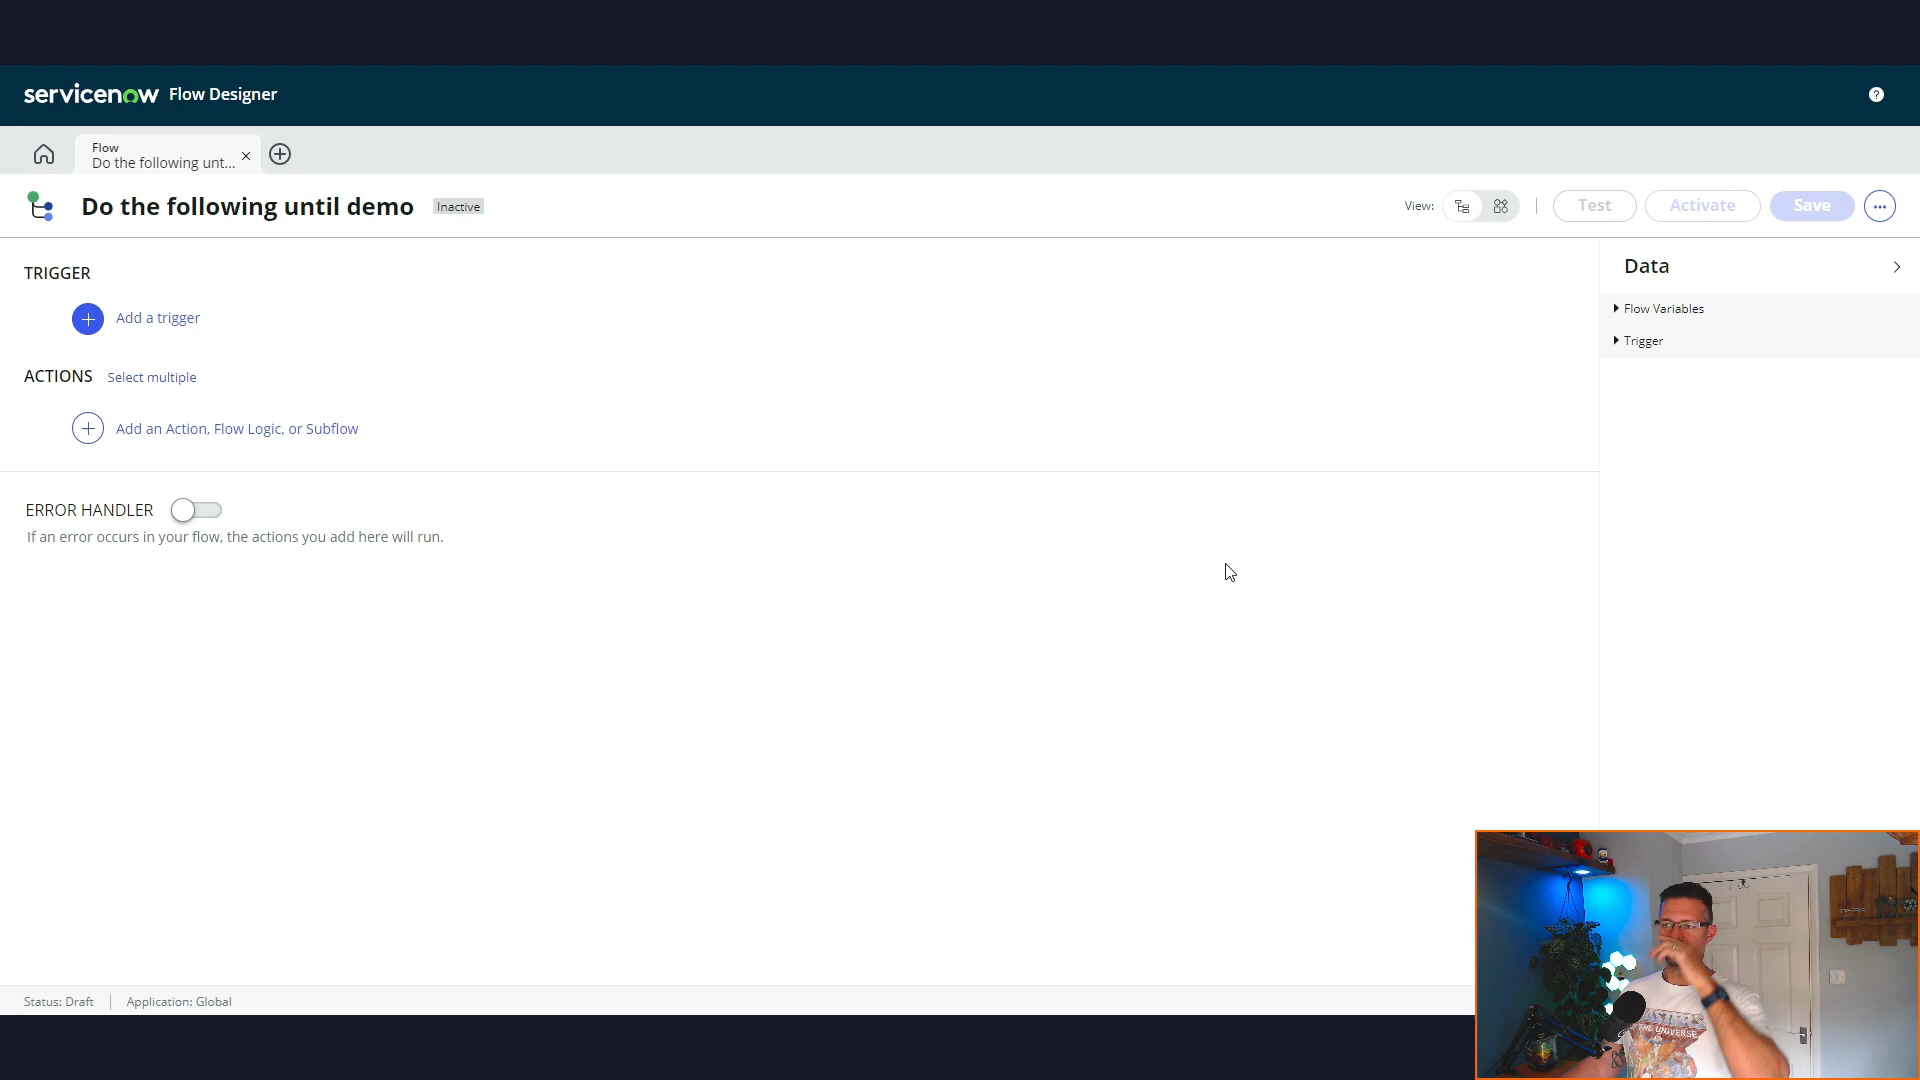 servicenow Flow Designer
?
Flow
Do the following unt...
Do the following until demo
Inactive
View:
Test
Activate
Save
TRIGGER
Add a trigger
ACTIONS
Select multiple
Add an Action, Flow Logic, or Subflow
ERROR HANDLER
If an error occurs in your flow, the actions you add here will run.
Data
Flow Variables
Trigger
Status: Draft
Application: Global
THE UNIVERSE